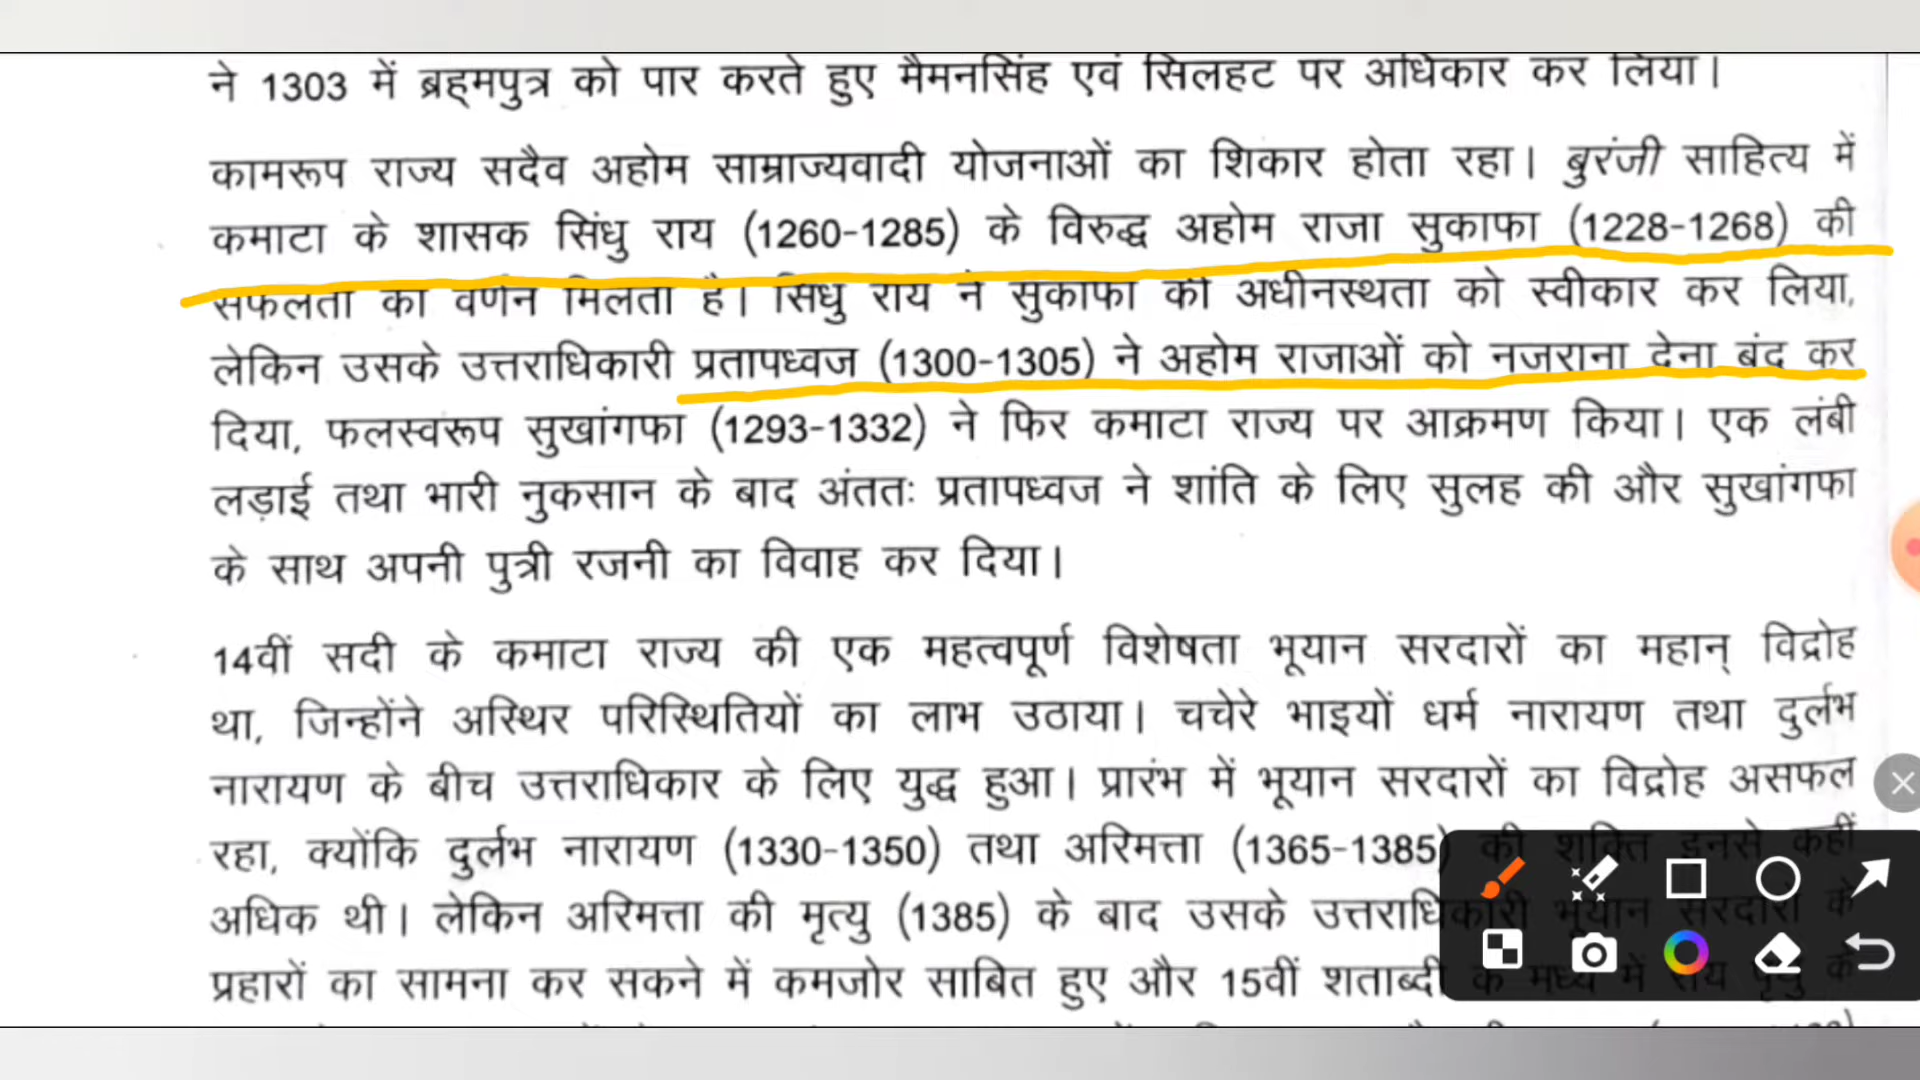 ने 1303 में ब्रह्मपुत्र को पार करते हुए मैमनसिंह एवं सिलहट पर अधिकार कर लिया।
कामरूप राज्य सदैव अहोम साम्राज्यवादी योजनाओं का शिकार होता रहा। बुरंजी साहित्य में
कमाटा के शासक सिंधु राय (1260-1285) के विरुद्ध अहोम राजा सुकाफा (1228-1268) की
सफलता का वर्णन मिलता है। सिंधु राय ने सुकाफा की अधीनस्थता को स्वीकार कर लिया,
लेकिन उसके उत्तराधिकारी प्रतापध्वज (1300-1305) ने अहोम राजाओं को नजराना देना बंद कर
दिया, फलस्वरूप सुखांगफा (1293-1332) ने फिर कमाटा राज्य पर आक्रमण किया। एक लंबी
लड़ाई तथा भारी नुकसान के बाद अंततः प्रतापध्वज ने शांति के लिए सुलह की और सुखांगफा
के साथ अपनी पुत्री रजनी का विवाह कर दिया।
14वीं सदी के कमाटा राज्य की एक महत्वपूर्ण विशेषता भूयान सरदारों का महान् विद्रोह
था, जिन्होंने अस्थिर परिस्थितियों का लाभ उठाया। चचेरे भाइयों धर्म नारायण तथा दुर्लभ
नारायण के बीच उत्तराधिकार के लिए युद्ध हुआ। प्रारंभ में भूयान सरदारों का विद्रोह असफल
रहा, क्योंकि दुर्लभ नारायण (1330-1350) तथा अरिमत्ता (1365-1385) की शक्ति इनसे कहीं
अधिक थी। लेकिन अरिमत्ता की मृत्यु (1385) के बाद उसके उत्तराधिकारी भूयान सरदारों के
प्रहारों का सामना कर सकने में कमजोर साबित हुए और 15वीं शताब्दी के मध्य में राय पृथु के